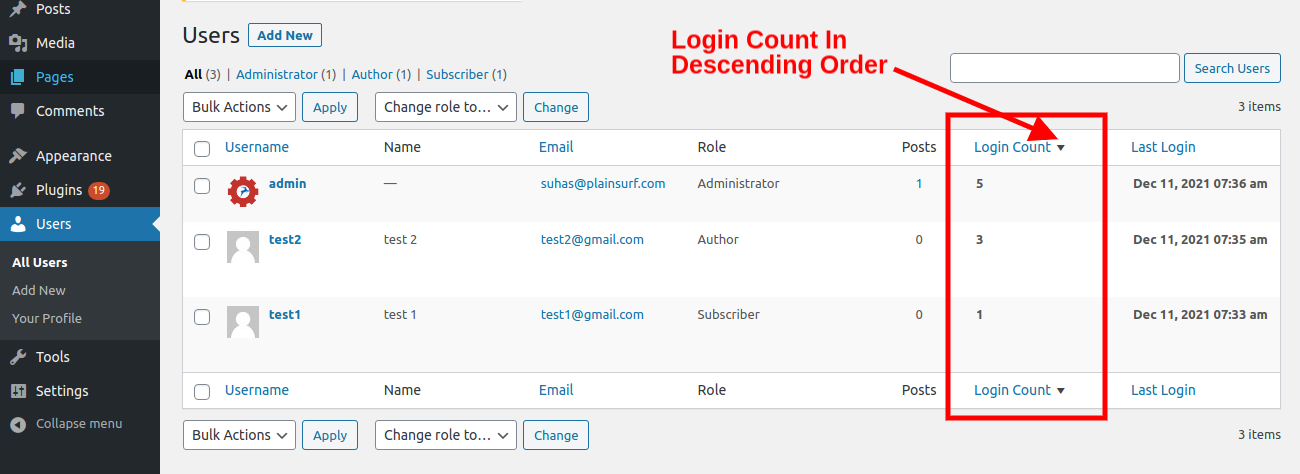 Posts
Media
Pages
Comments
Appearance
Plugins 19
Users
All Users
Add New
Your Profile
Tools
Settings
Collapse menu
Users Add New
Login Count In
Descending Order
All (3) | Administrator (1) | Author (1) | Subscriber (1)
Search Users
Bulk Actions Apply Change role to... Change 3 items
Username Name Email Role Posts Login Count Last Login
admin — suhas@plainsurf.com Administrator 1 5 Dec 11, 2021 07:36 am
test2 test 2 test2@gmail.com Author 0 3 Dec 11, 2021 07:35 am
test1 test 1 test1@gmail.com Subscriber 0 1 Dec 11, 2021 07:33 am
Username Name Email Role Posts Login Count Last Login
Bulk Actions Apply Change role to... Change 3 items